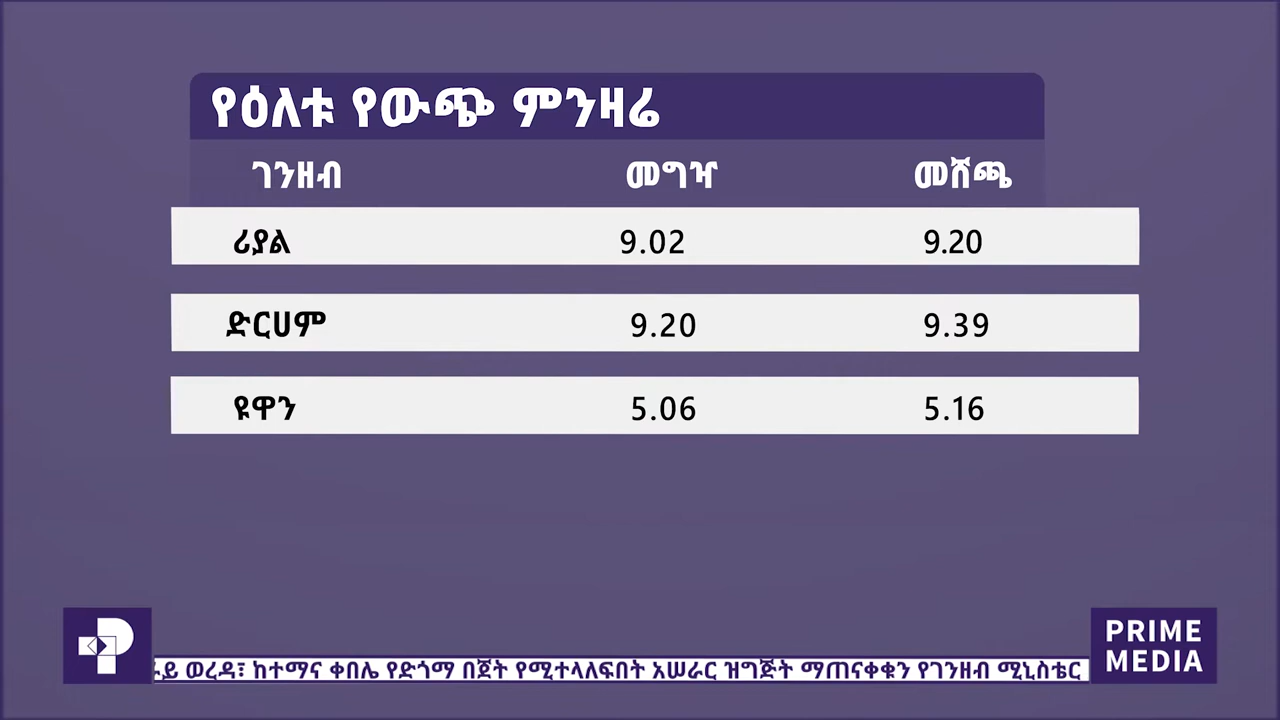 የዕለቱ የውጭ ምንዛሬ
ገንዘብ መግዣ መሸጫ
ሪያል 9.02 9.20
ድርሀም 9.20 9.39
ዩዋን 5.06 5.16
PRIME
MEDIA
ወረዳ፣ ከተማና ቀበሌ የድጎማ በጀት የሚተላለፍበት አሠራር ዝግጅት ማጠናቀቁን የገንዘብ ሚኒስቴር